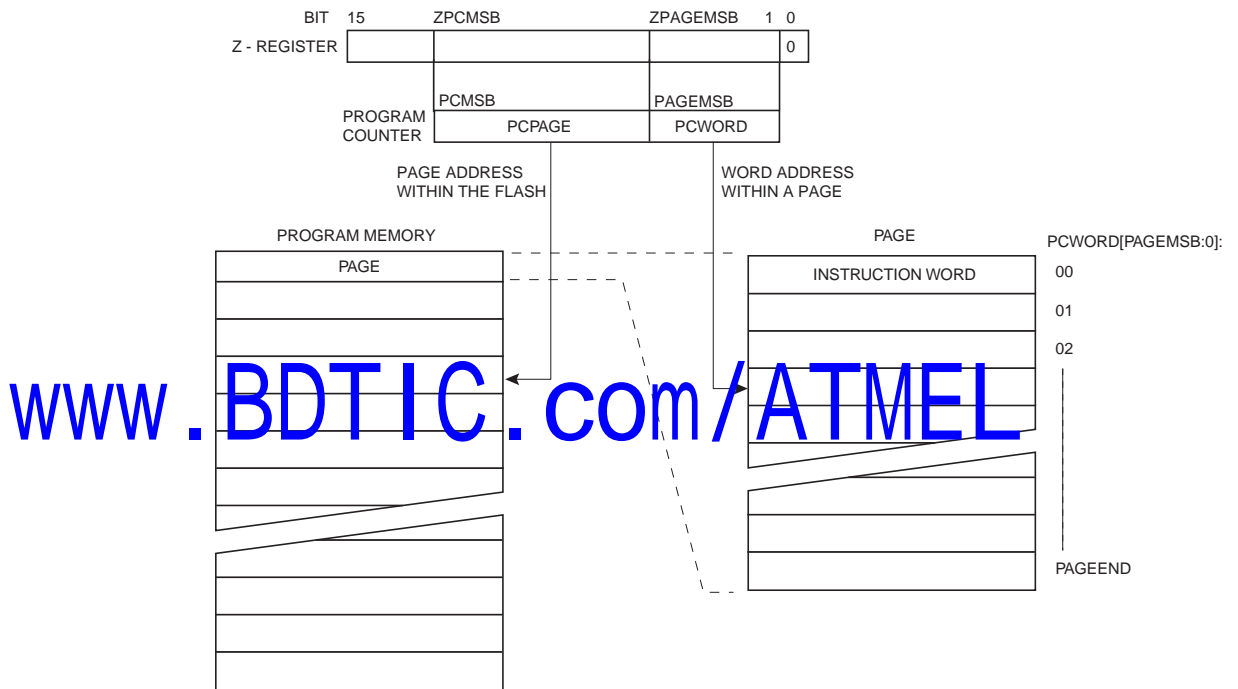 BIT 15 ZPCMSB ZPAGEMSB 1 0
Z - REGISTER 0
PCMSB PAGEMSB
PROGRAM
COUNTER
PCPAGE PCWORD
PAGE ADDRESS
WITHIN THE FLASH
WORD ADDRESS
WITHIN A PAGE
PROGRAM MEMORY
PAGE
PAGE
PCWORD[PAGEMSB:0]:
INSTRUCTION WORD
00
01
02
PAGEEND
www.BDTIC.com/ATMEL